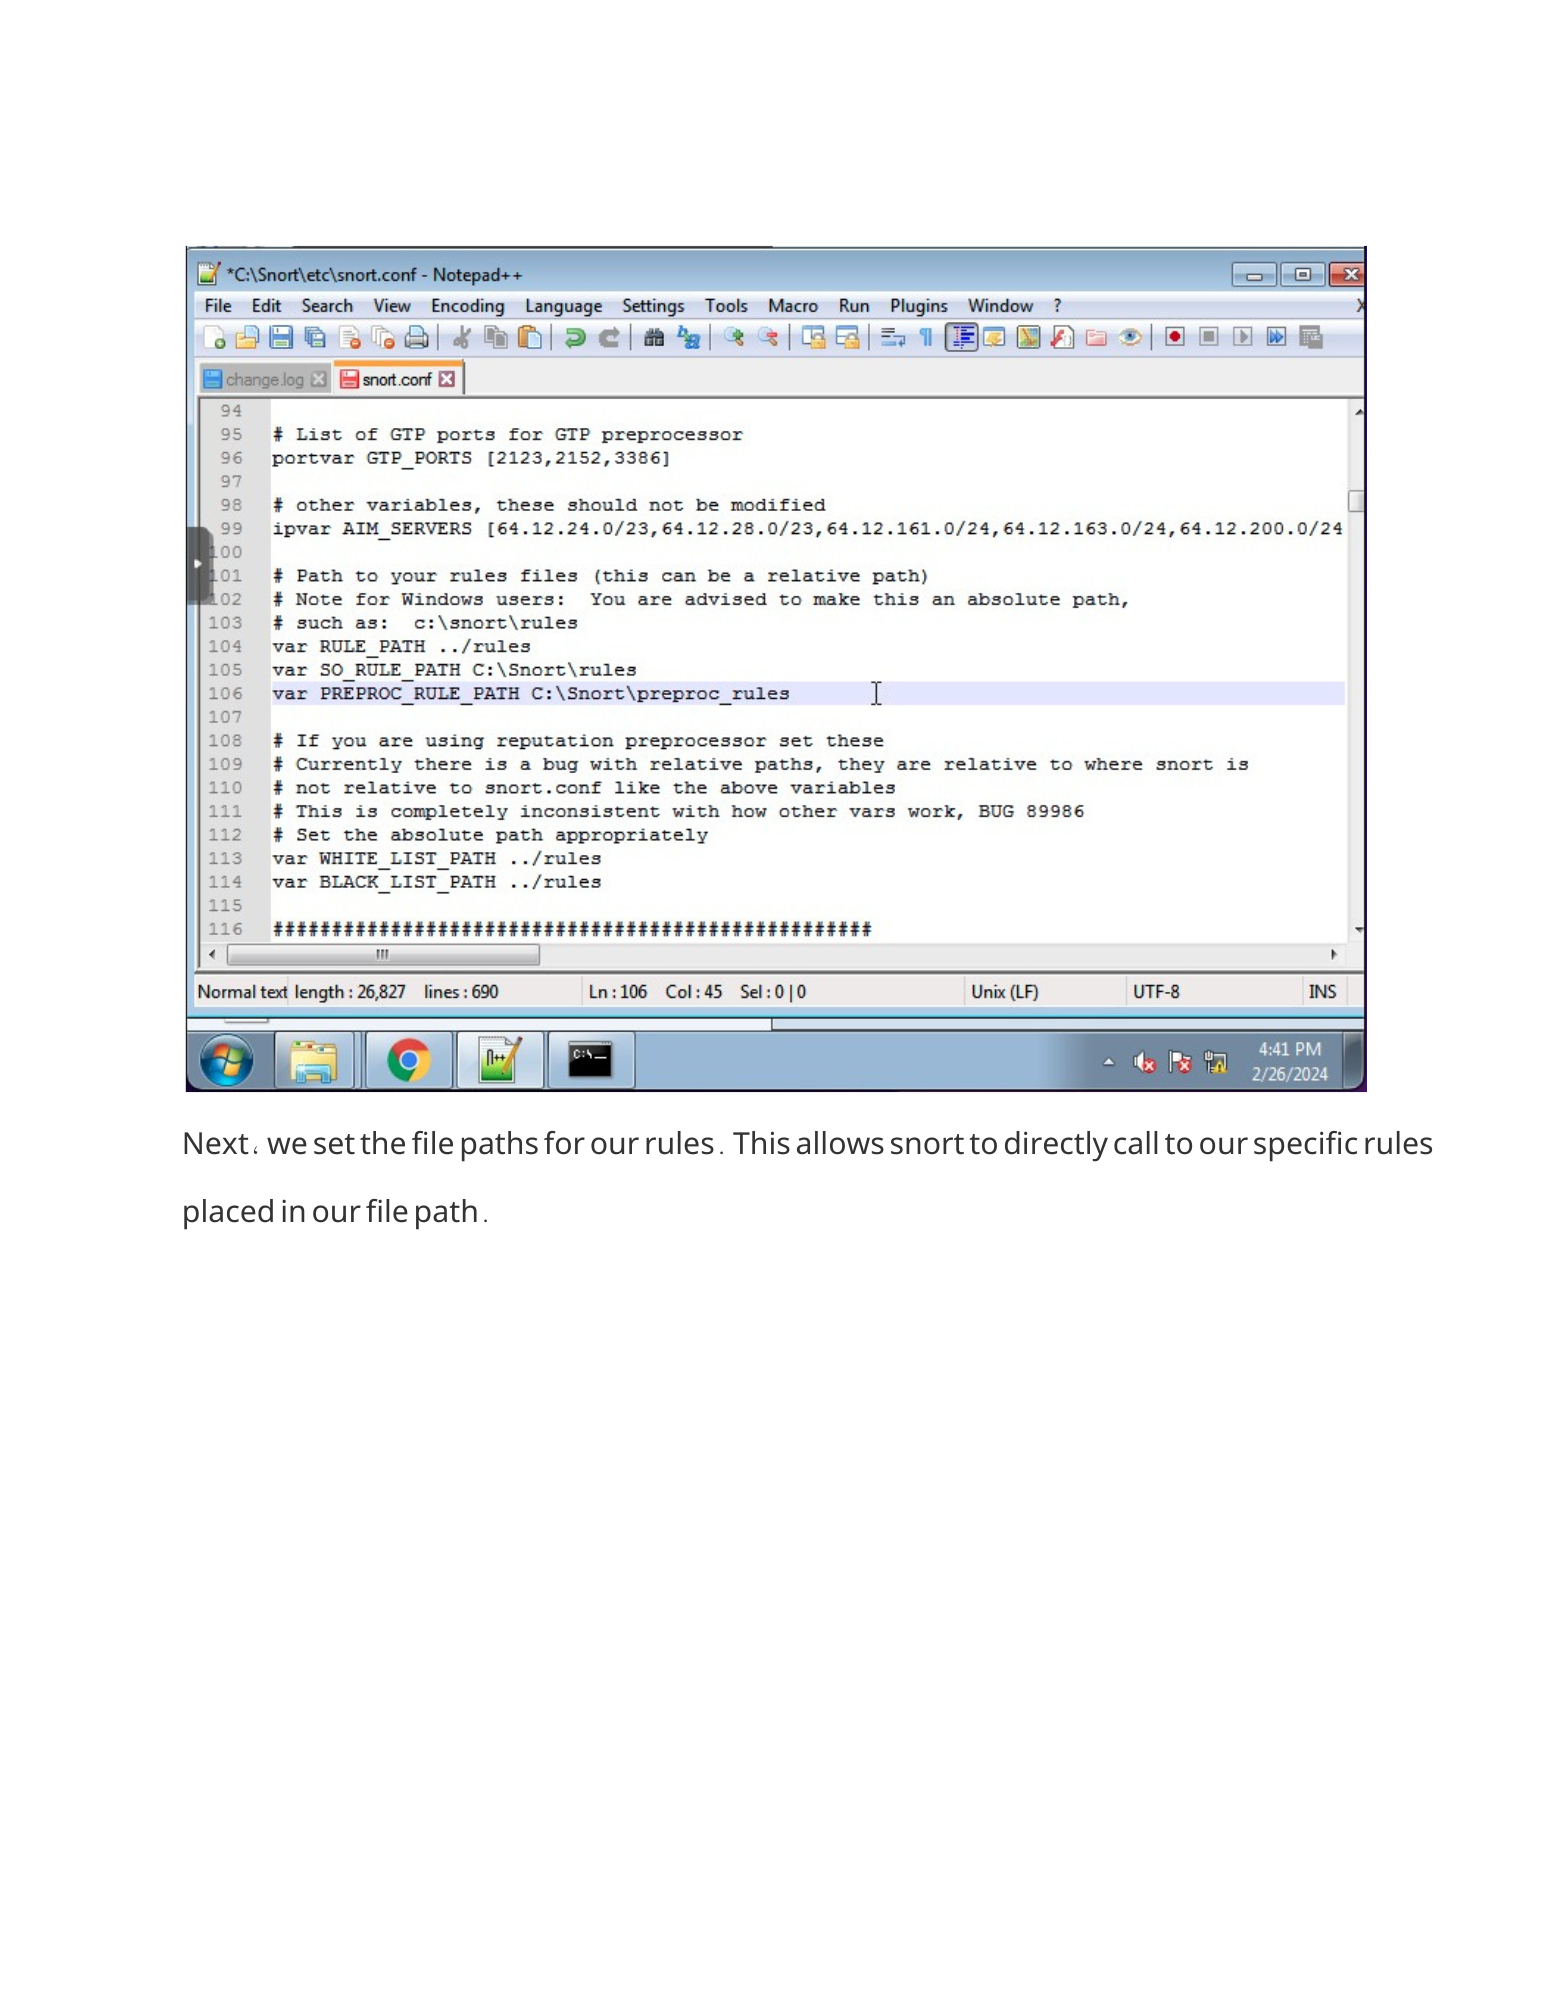 *C:\Snort\etc\snort.conf - Notepad++
File Edit Search View Encoding Language Settings Tools Macro Run Plugins Window ? X
change.log snort.conf
94
95 # List of GTP ports for GTP preprocessor
96 portvar GTP_PORTS [2123,2152,3386]
97
98 # other variables, these should not be modified
99 ipvar AIM_SERVERS [64.12.24.0/23,64.12.28.0/23,64.12.161.0/24,64.12.163.0/24,64.12.200.0/24
100
101 # Path to your rules files (this can be a relative path)
102 # Note for Windows users:  You are advised to make this an absolute path,
103 # such as:  c:\snort\rules
104 var RULE_PATH ../rules
105 var SO_RULE_PATH C:\Snort\rules
106 var PREPROC_RULE_PATH C:\Snort\preproc_rules
107
108 # If you are using reputation preprocessor set these
109 # Currently there is a bug with relative paths, they are relative to where snort is
110 # not relative to snort.conf like the above variables
111 # This is completely inconsistent with how other vars work, BUG 89986
112 # Set the absolute path appropriately
113 var WHITE_LIST_PATH ../rules
114 var BLACK_LIST_PATH ../rules
115
116 ###################################################
Normal text length : 26,827 lines : 690 Ln : 106 Col : 45 Sel : 0 | 0 Unix (LF) UTF-8 INS
4:41 PM
2/26/2024
Next, we set the file paths for our rules. This allows snort to directly call to our specific rules
placed in our file path.